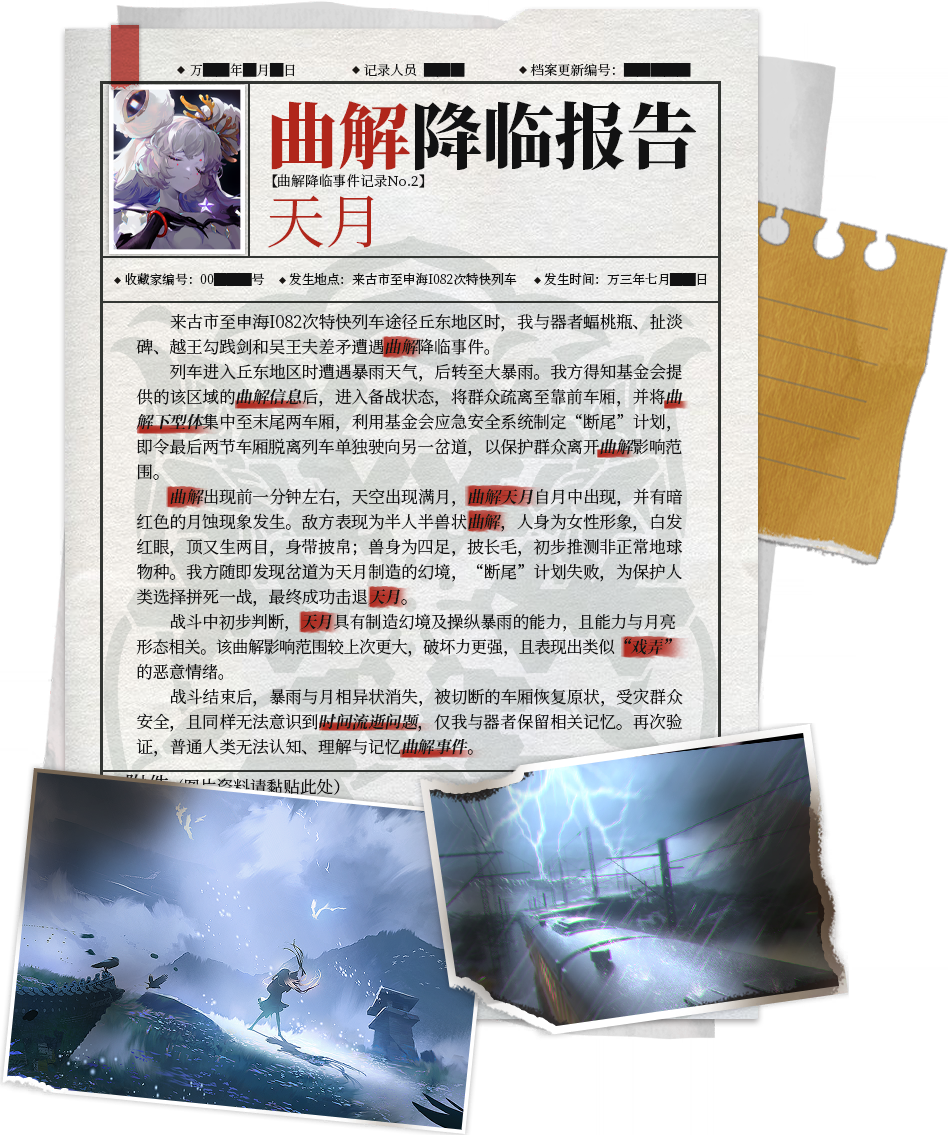 ◆ 万███年█月█日 ◆ 记录人员 ███ ◆ 档案更新编号：█████
曲解降临报告
【曲解降临事件记录No.2】
天月
◆ 收藏家编号：00███号 ◆ 发生地点：来古市至申海I082次特快列车 ◆ 发生时间：万三年七月██日
来古市至申海I082次特快列车途径丘东地区时，我与器者蝠桃瓶、扯淡
碑、越王勾践剑和吴王夫差矛遭遇曲解降临事件。
列车进入丘东地区时遭遇暴雨天气，后转至大暴雨。我方得知基金会提
供的该区域的曲解信息后，进入备战状态，将群众疏离至靠前车厢，并将曲
解下型体集中至末尾两车厢，利用基金会应急安全系统制定“断尾”计划，
即令最后两节车厢脱离列车单独驶向另一岔道，以保护群众离开曲解影响范
围。
曲解出现前一分钟左右，天空出现满月，曲解天月自月中出现，并有暗
红色的月蚀现象发生。敌方表现为半人半兽状曲解，人身为女性形象，白发
红眼，顶又生两目，身带披帛；兽身为四足，披长毛，初步推测非正常地球
物种。我方随即发现岔道为天月制造的幻境，“断尾”计划失败，为保护人
类选择拼死一战，最终成功击退天月。
战斗中初步判断，天月具有制造幻境及操纵暴雨的能力，且能力与月亮
形态相关。该曲解影响范围较上次更大，破坏力更强，且表现出类似“戏弄”
的恶意情绪。
战斗结束后，暴雨与月相异状消失，被切断的车厢恢复原状，受灾群众
安全，且同样无法意识到时间流逝问题，仅我与器者保留相关记忆。再次验
证，普通人类无法认知、理解与记忆曲解事件。
附件（图片资料请黏贴此处）